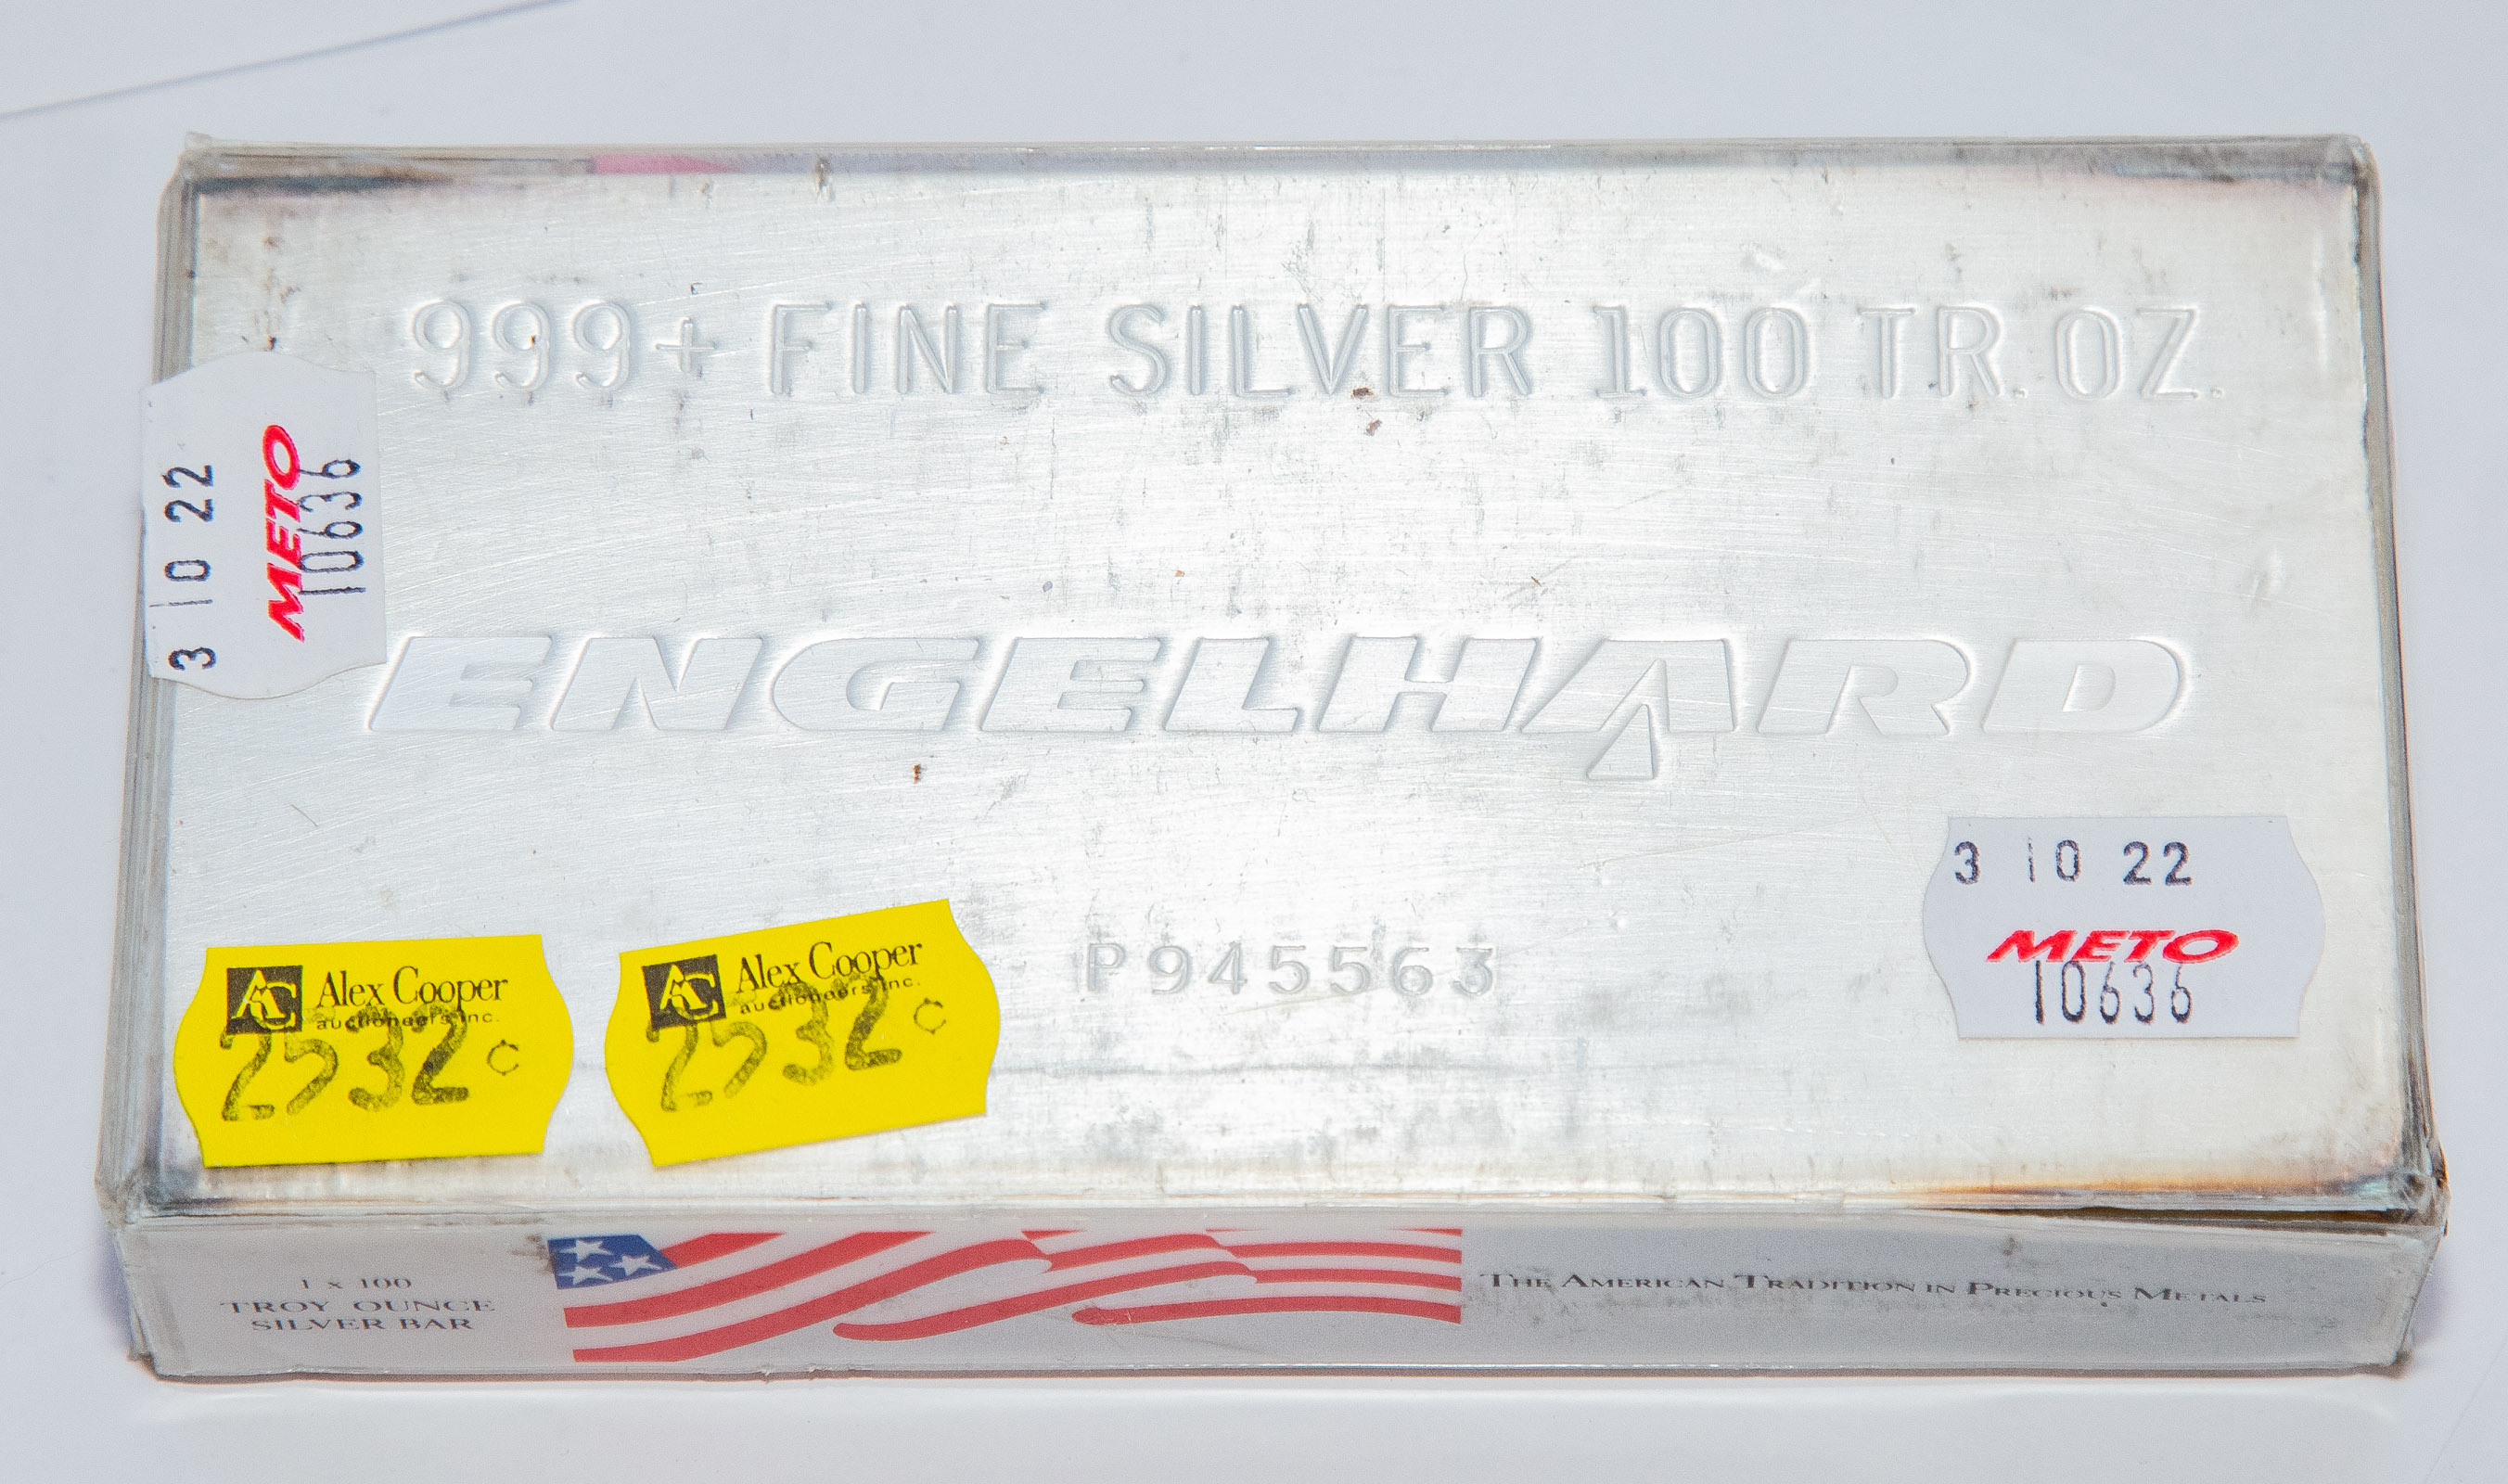 999+ FINE SILVER 100 TR. OZ.
3 10 22
METO
10636
ENGELHARD
3 10 22
METO
10636
P945563
AC Alex Cooper
auctioneers inc.
2532 C
AC Alex Cooper
auctioneers inc.
2532 C
1 x 100
TROY OUNCE
SILVER BAR
THE AMERICAN TRADITION IN PRECIOUS METALS